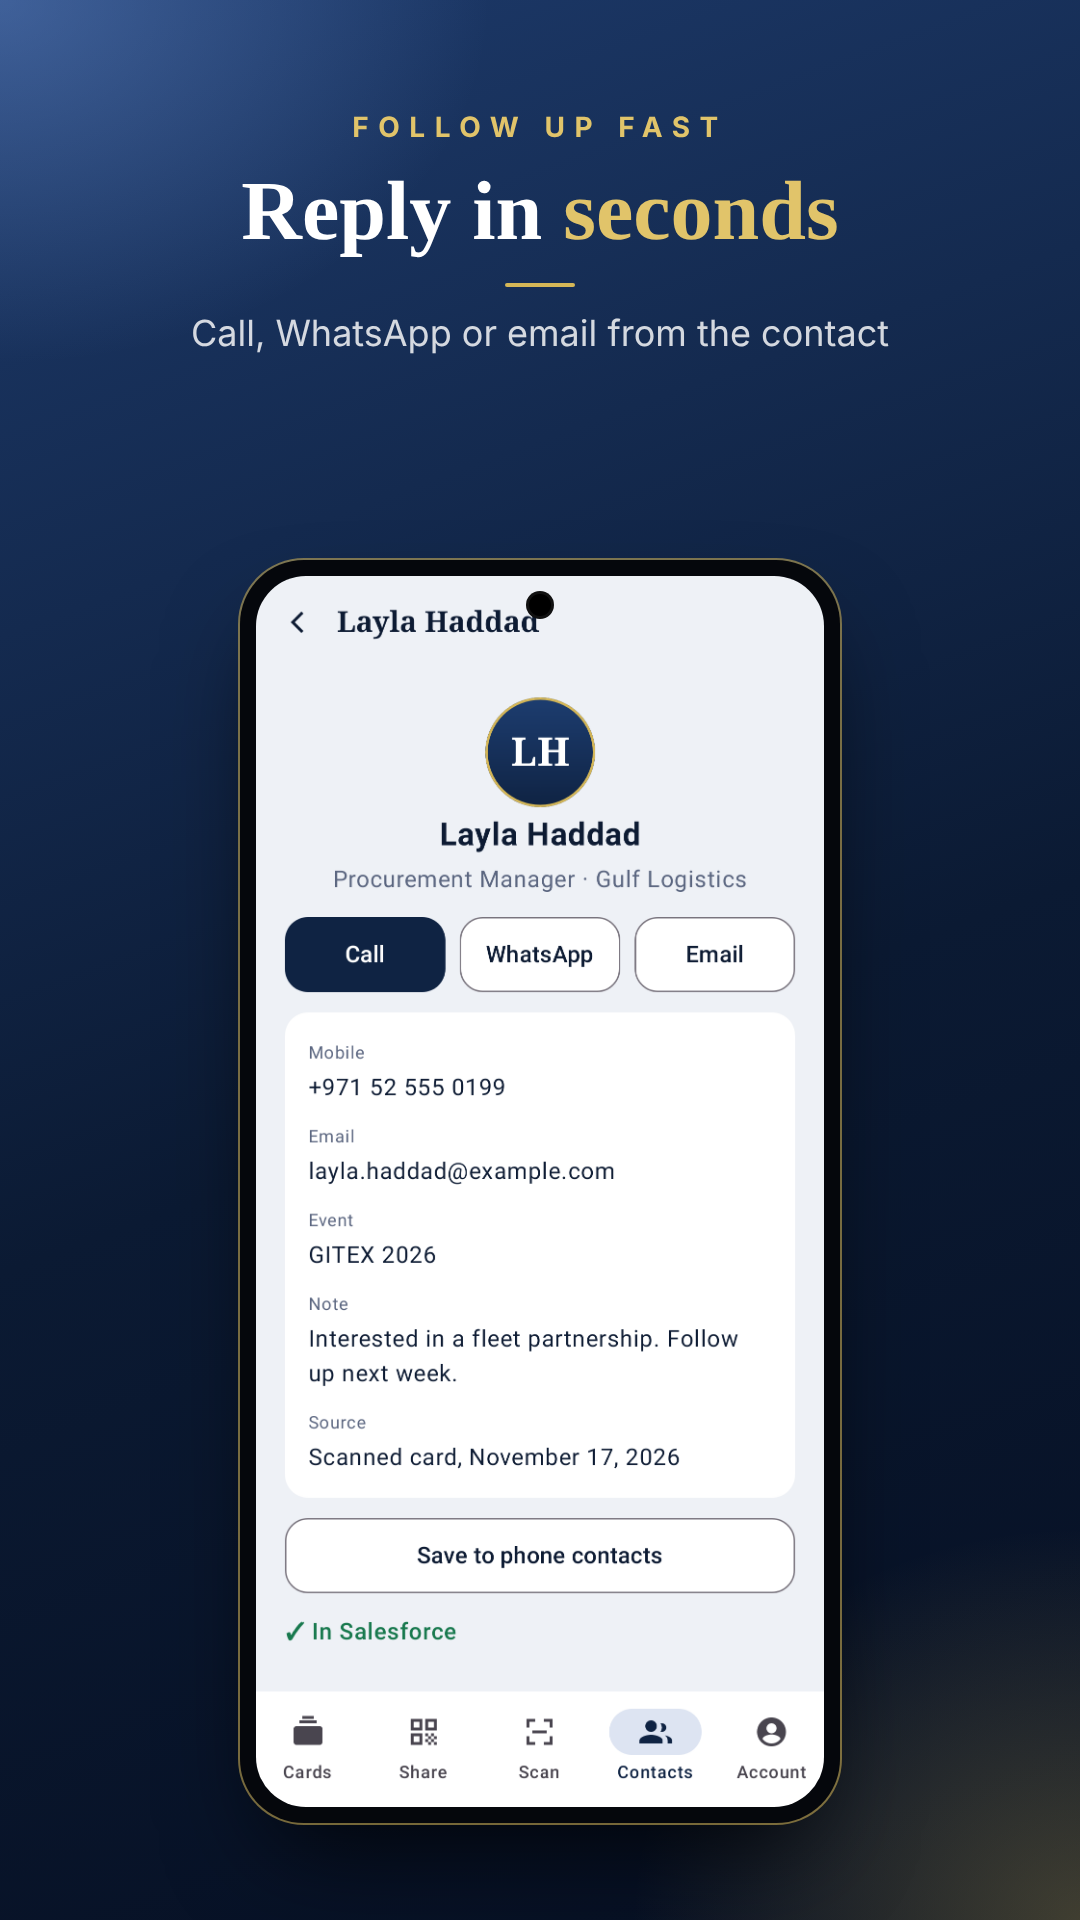 FOLLOW UP FAST
Reply in seconds
Call, WhatsApp or email from the contact
Layla Haddad
LH
Layla Haddad
Procurement Manager · Gulf Logistics
Call
WhatsApp
Email
Mobile
+971 52 555 0199
Email
layla.haddad@example.com
Event
GITEX 2026
Note
Interested in a fleet partnership. Follow
up next week.
Source
Scanned card, November 17, 2026
Save to phone contacts
✓ In Salesforce
Cards
Share
Scan
Contacts
Account